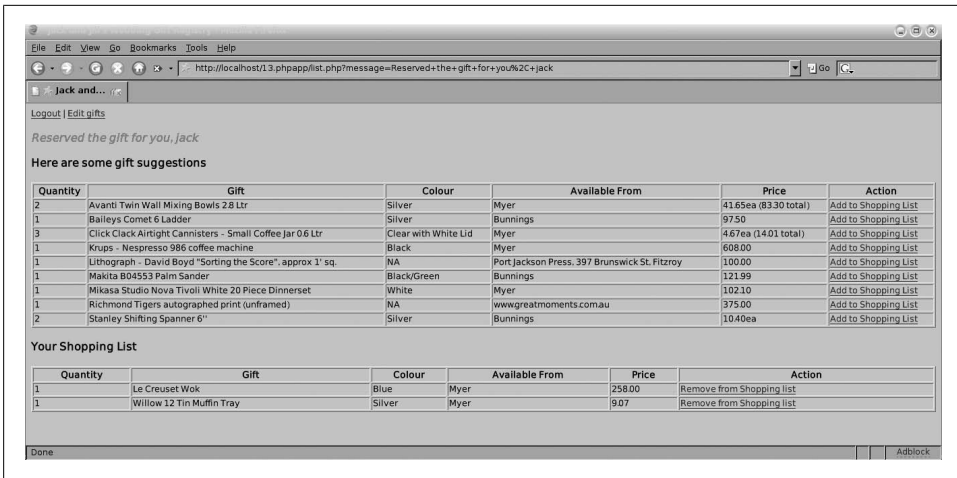 File Edit View Go Bookmarks Tools Help
http://localhost/13.phpapp/list.php?message=Reserved+the+gift+for+you%2C+jack
Go
Jack and...
Logout | Edit gifts
Reserved the gift for you, jack
Here are some gift suggestions
Quantity Gift Colour Available From Price Action
2 Avanti Twin Wall Mixing Bowls 2.8 Ltr Silver Myer 41.65ea (83.30 total) Add to Shopping List
1 Baileys Comet 6 Ladder Silver Bunnings 97.50 Add to Shopping List
3 Click Clack Airtight Cannisters - Small Coffee Jar 0.6 Ltr Clear with White Lid Myer 4.67ea (14.01 total) Add to Shopping List
1 Krups - Nespresso 986 coffee machine Black Myer 608.00 Add to Shopping List
1 Lithograph - David Boyd "Sorting the Score", approx 1' sq. NA Port Jackson Press, 397 Brunswick St, Fitzroy 100.00 Add to Shopping List
1 Makita B04553 Palm Sander Black/Green Bunnings 121.99 Add to Shopping List
1 Mikasa Studio Nova Tivoli White 20 Piece Dinnerset White Myer 102.10 Add to Shopping List
1 Richmond Tigers autographed print (unframed) NA www.greatmoments.com.au 375.00 Add to Shopping List
2 Stanley Shifting Spanner 6'' Silver Bunnings 10.40ea Add to Shopping List
Your Shopping List
Quantity Gift Colour Available From Price Action
1 Le Creuset Wok Blue Myer 258.00 Remove from Shopping list
1 Willow 12 Tin Muffin Tray Silver Myer 9.07 Remove from Shopping list
Done Adblock